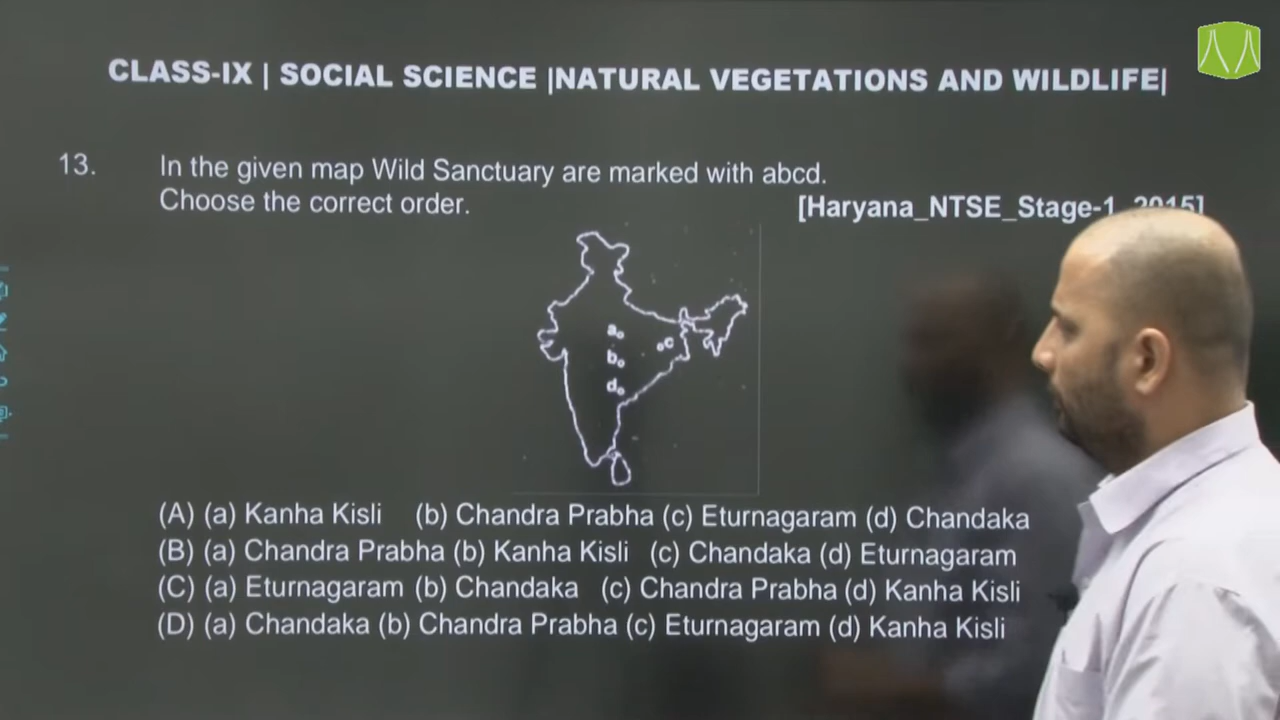 CLASS-IX | SOCIAL SCIENCE |NATURAL VEGETATIONS AND WILDLIFE|
13. In the given map Wild Sanctuary are marked with abcd.
Choose the correct order. [Haryana_NTSE_Stage-1_2015]
a
b
c
d
(A) (a) Kanha Kisli (b) Chandra Prabha (c) Eturnagaram (d) Chandaka
(B) (a) Chandra Prabha (b) Kanha Kisli (c) Chandaka (d) Eturnagaram
(C) (a) Eturnagaram (b) Chandaka (c) Chandra Prabha (d) Kanha Kisli
(D) (a) Chandaka (b) Chandra Prabha (c) Eturnagaram (d) Kanha Kisli